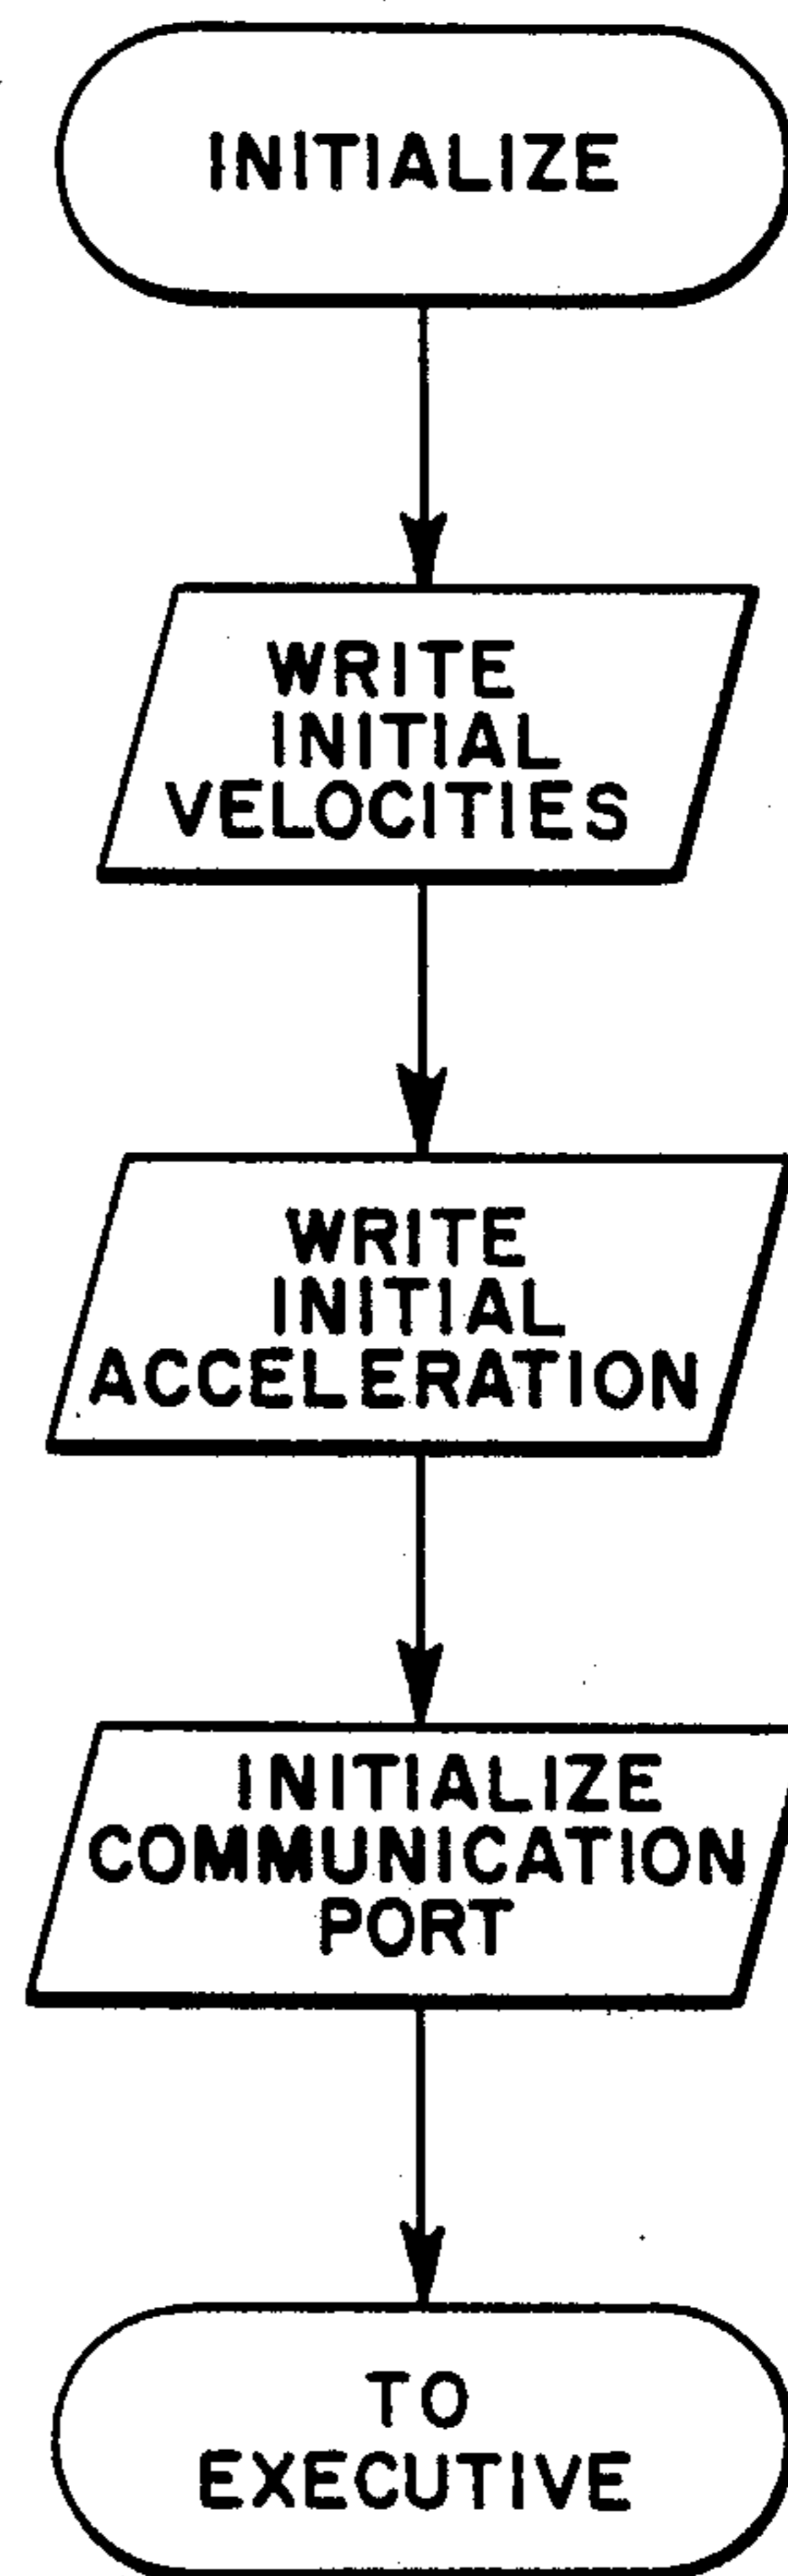 INITIALIZE
WRITE
INITIAL
VELOCITIES
WRITE
INITIAL
ACCELERATION
INITIALIZE
COMMUNICATION
PORT
TO
EXECUTIVE